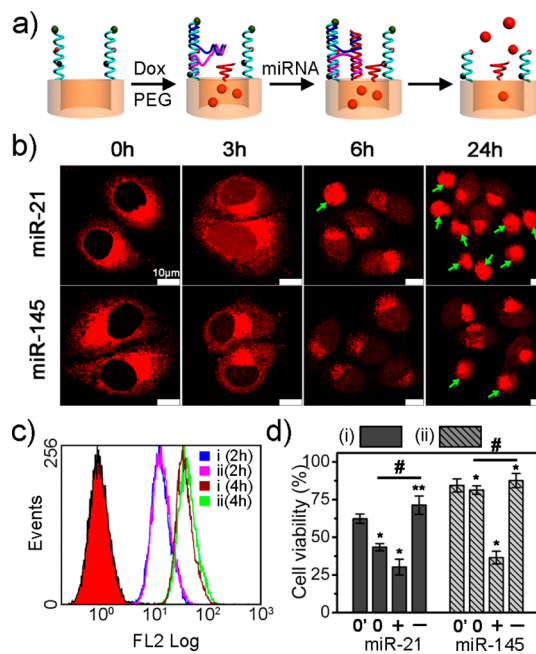 a)
Dox
PEG
miRNA
b)
0h 3h 6h 24h
miR-21
10μm
miR-145
c)
256
Events
0
i (2h)
ii(2h)
i (4h)
ii(4h)
10⁰ 10¹ 10² 10³
FL2 Log
d)
(i) (ii)
Cell viability (%)
100
75
50
25
0
# #
* * ** * * *
0' 0 + − 0' 0 + −
miR-21 miR-145